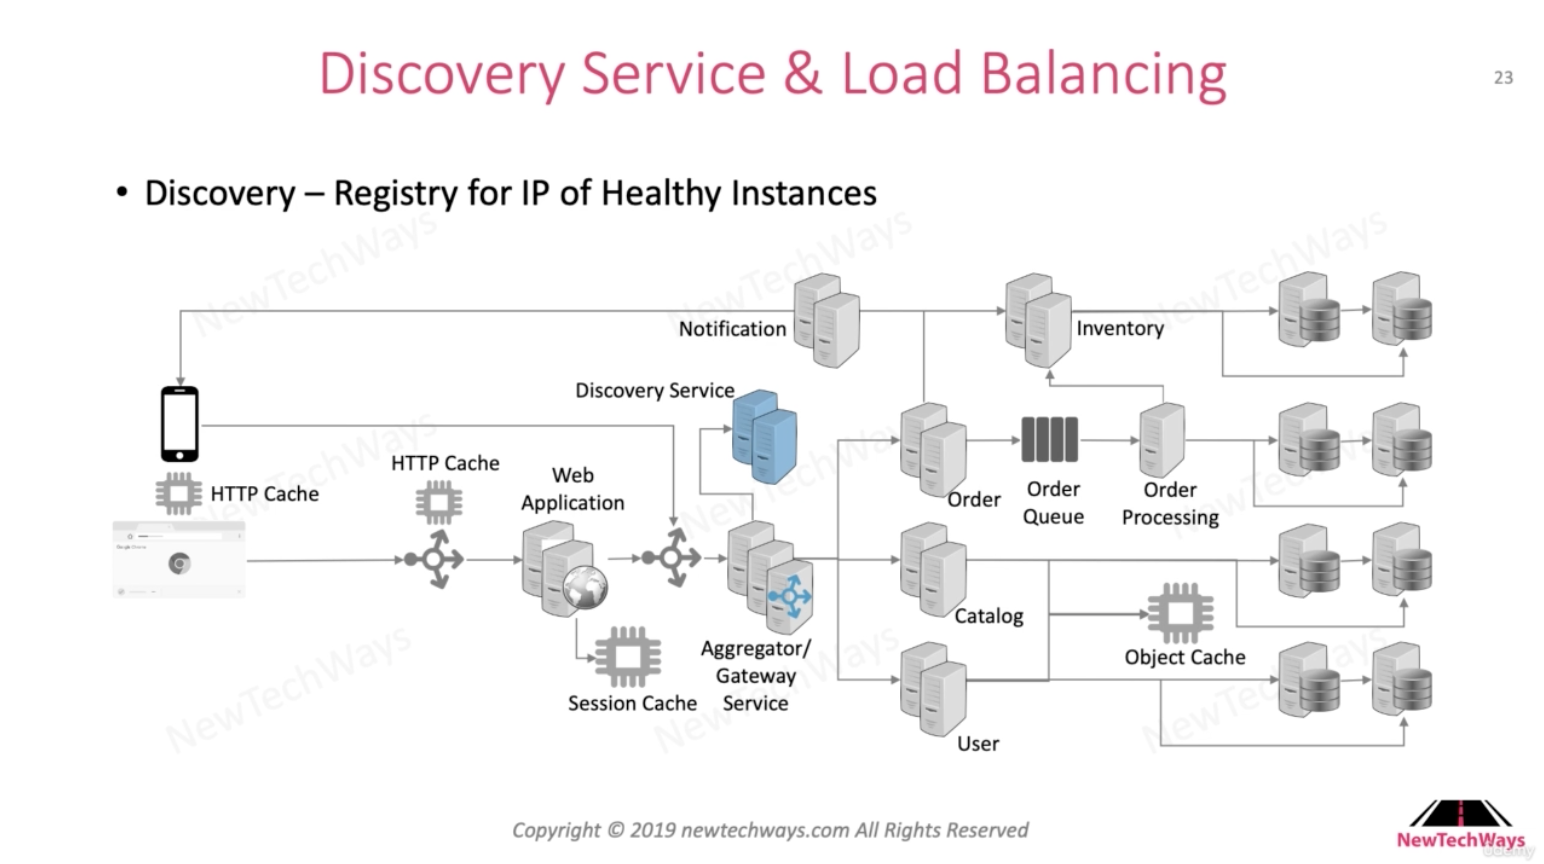 Discovery Service & Load Balancing
23
• Discovery – Registry for IP of Healthy Instances
NewTechWays
NewTechWays
NewTechWays
Notification
Inventory
Discovery Service
NewTechWays
NewTechWays
NewTechWays
HTTP Cache
HTTP Cache
Web
Application
Order
Order
Queue
Order
Processing
Catalog
Object Cache
Aggregator/
Gateway
Service
Session Cache
User
NewTechWays
NewTechWays
NewTechWays
Copyright © 2019 newtechways.com All Rights Reserved
NewTechWays
udemy